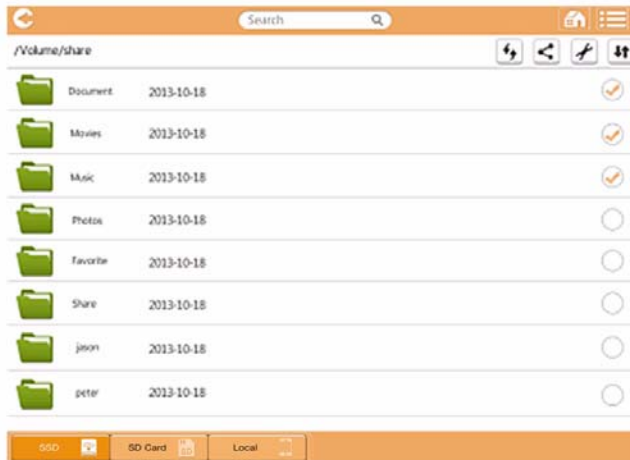 Search
/Volume/share
Document 2013-10-18
Movies 2013-10-18
Music 2013-10-18
Photos 2013-10-18
Favorite 2013-10-18
Share 2013-10-18
jason 2013-10-18
peter 2013-10-18
SSD SD Card Local